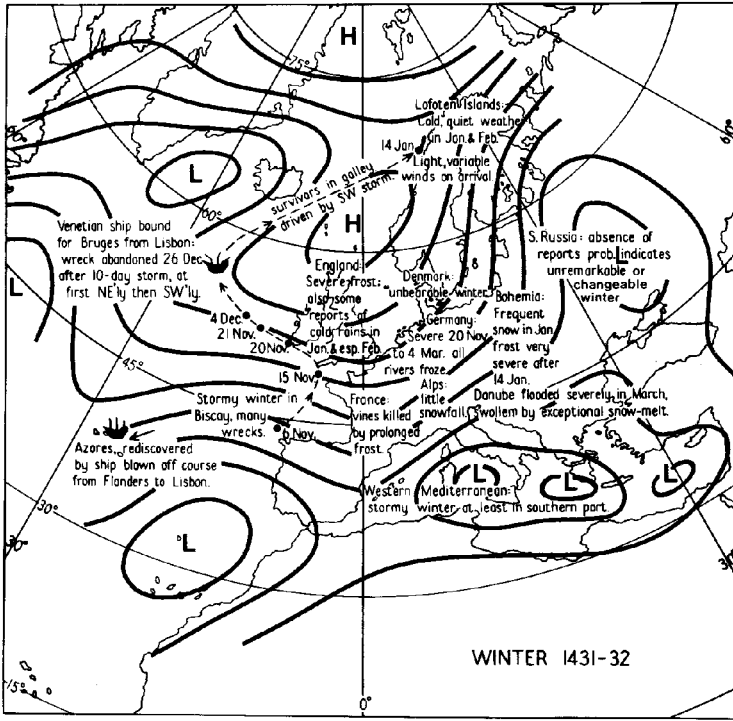 H
75°
90°
60°
Lofoten Islands:
Cold, quiet weather
in Jan. & Feb.
14 Jan.
Light, variable
winds on arrival.
L
survivors in galley
driven by SW storm.
60°
H
Venetian ship bound
for Bruges from Lisbon:
wreck abandoned 26 Dec.
after 10-day storm, at
first NE'ly then SW'ly.
L
England:
Severe frost;
also some
reports of
cold rains in
Jan. & esp. Feb.
Denmark:
"unbearable winter"
Germany:
Severe 20 Nov.
to 4 Mar. all
rivers froze.
Alps:
little
snowfall.
Bohemia:
Frequent
snow in Jan,
frost very
severe after
14 Jan.
L
S. Russia: absence of
reports prob. indicates
unremarkable or
changeable
winter
4 Dec.
21 Nov.
20 Nov.
15 Nov.
6 Nov.
45°
Stormy winter in
Biscay, many
wrecks.
France:
vines killed
by prolonged
frost.
Danube flooded severely in March,
swollem by exceptional snow-melt.
Azores, rediscovered
by ship blown off course
from Flanders to Lisbon.
L
L
L
Western Mediterranean:
stormy winter at least in southern part.
30°
30°
L
30°
WINTER 1431-32
15°
0°